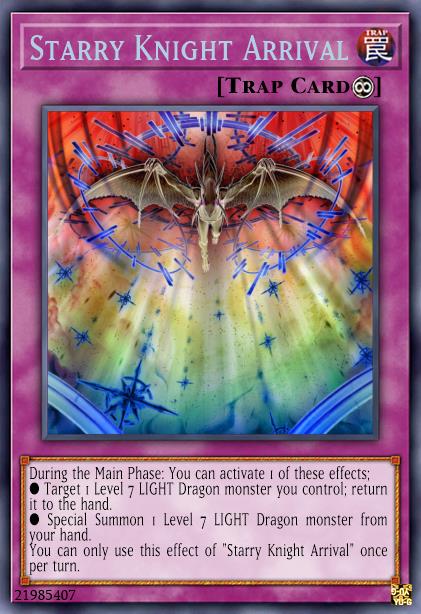 STARRY KNIGHT ARRIVAL
TRAP
罠
[TRAP CARD♾]
During the Main Phase: You can activate 1 of these effects;
● Target 1 Level 7 LIGHT Dragon monster you control; return
it to the hand.
● Special Summon 1 Level 7 LIGHT Dragon monster from
your hand.
You can only use this effect of "Starry Knight Arrival" once
per turn.
21985407